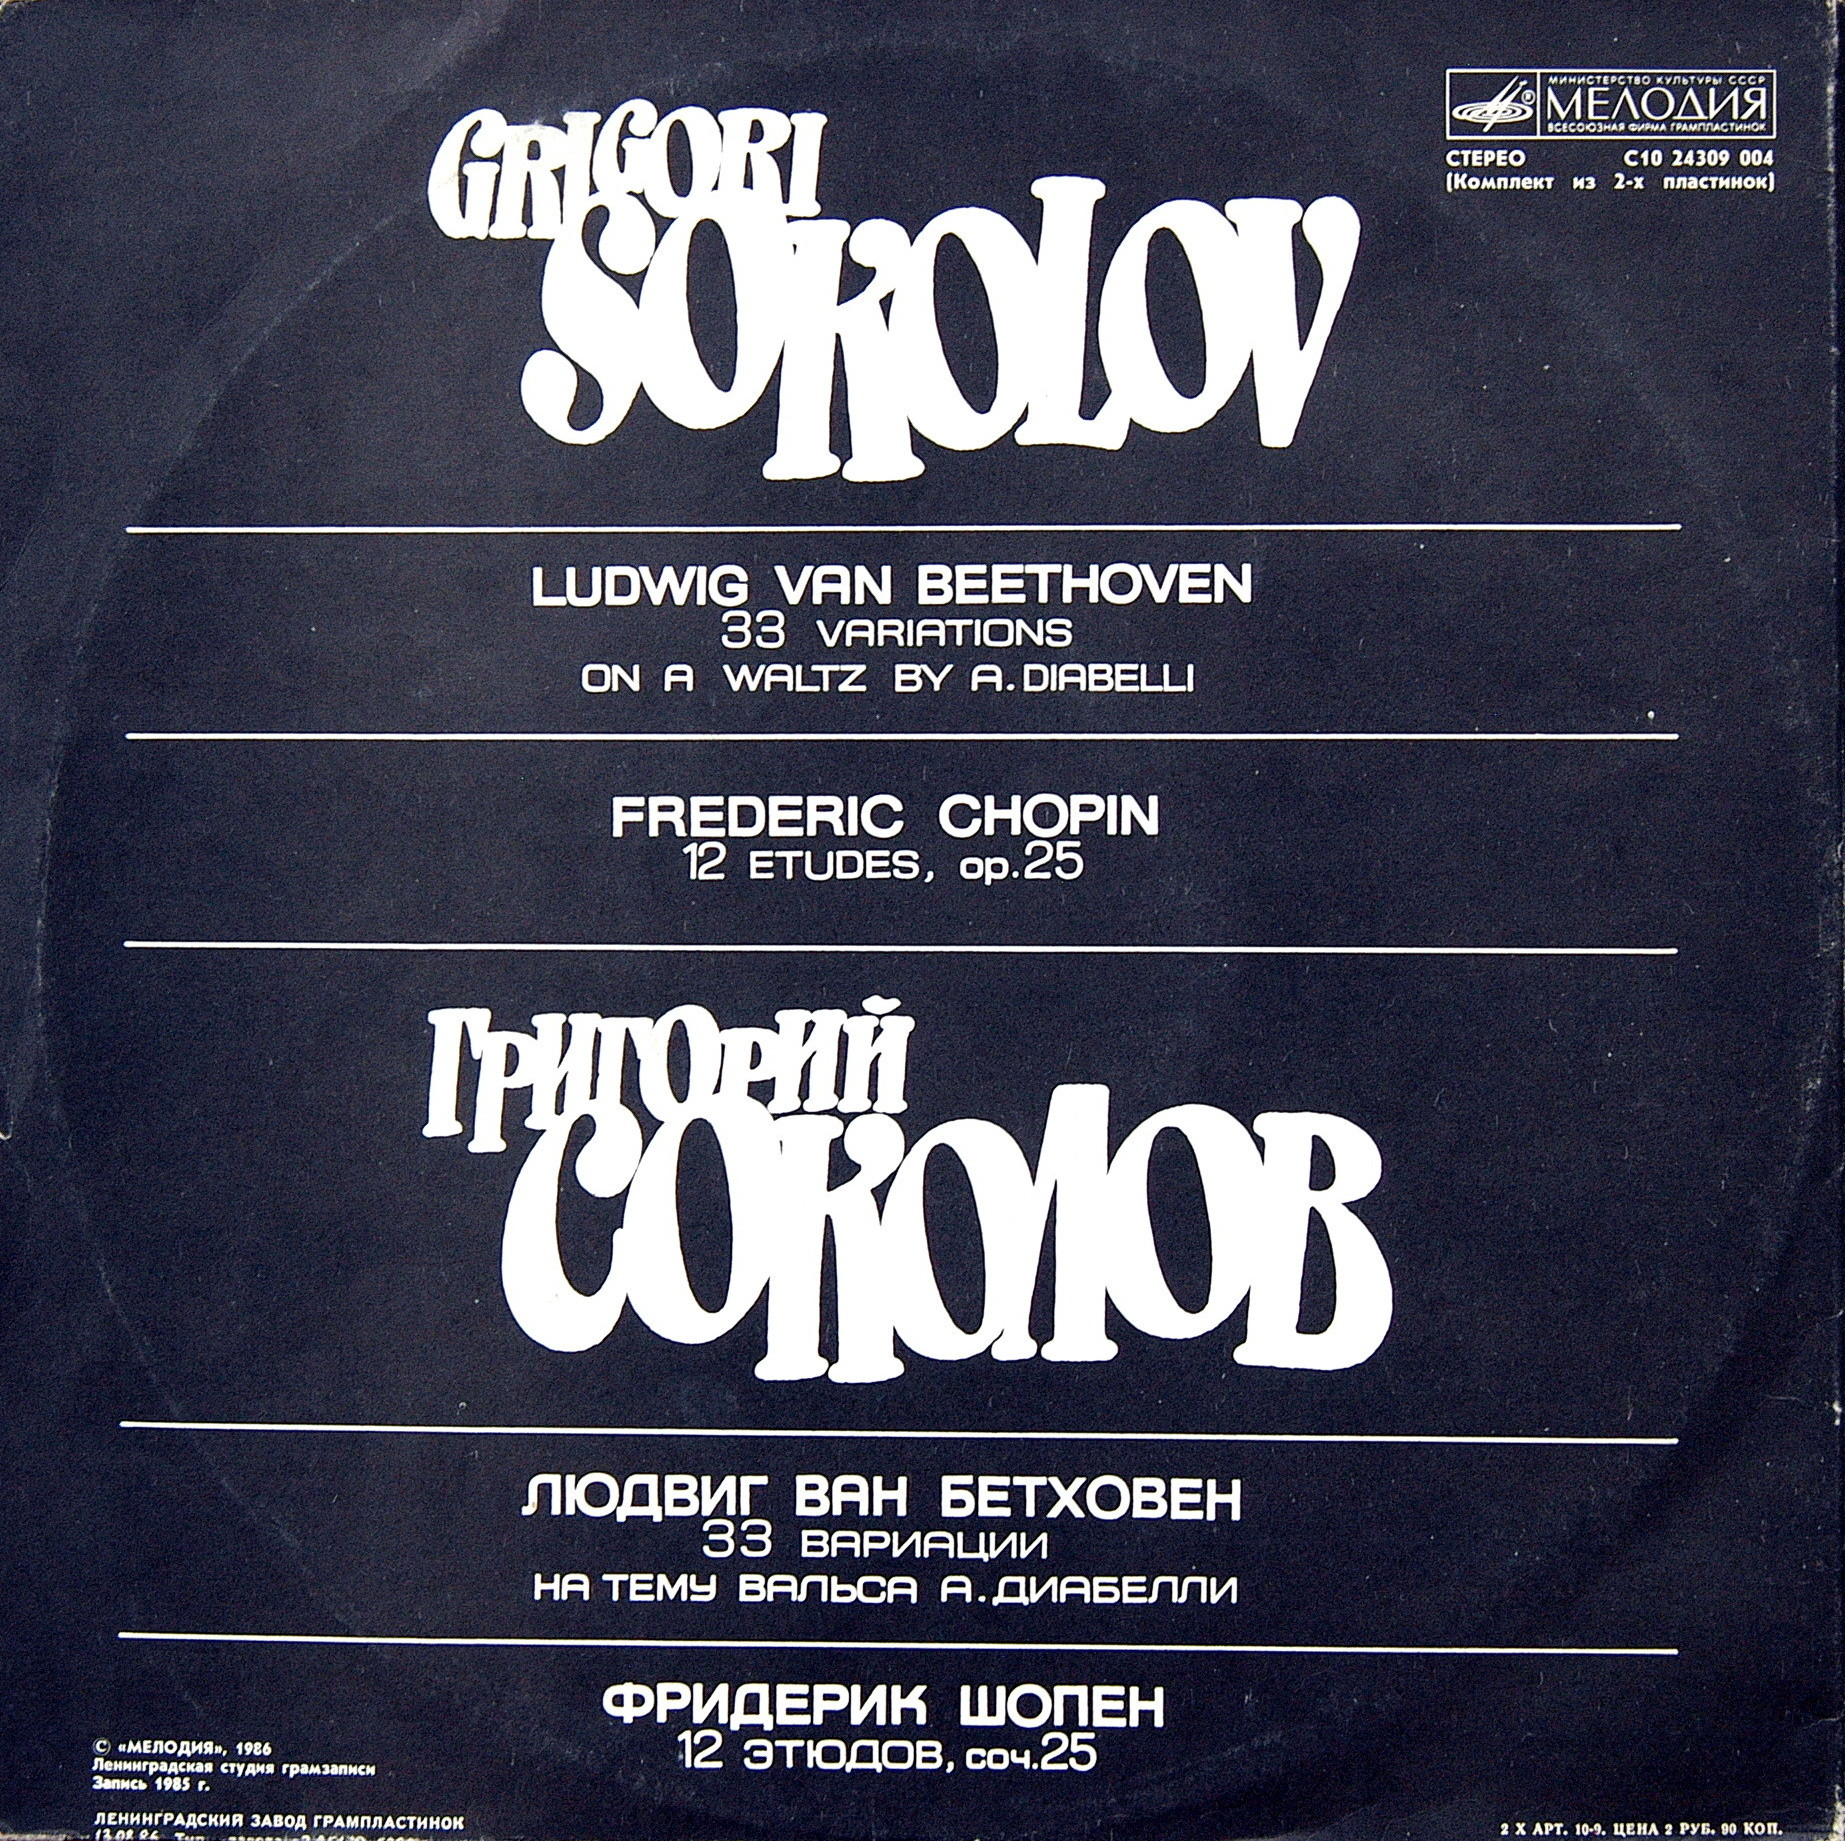 МИНИСТЕРСТВО КУЛЬТУРЫ СССР
МЕЛОДИЯ
ВСЕСОЮЗНАЯ ФИРМА ГРАМПЛАСТИНОК
СТЕРЕО С10 24309 004
(Комплект из 2-х пластинок)
GRIGORI
SOKOLOV
LUDWIG VAN BEETHOVEN
33 VARIATIONS
ON A WALTZ BY A.DIABELLI
FREDERIC CHOPIN
12 ETUDES, op.25
ГРИГОРИЙ
СОКОЛОВ
ЛЮДВИГ ВАН БЕТХОВЕН
33 ВАРИАЦИИ
НА ТЕМУ ВАЛЬСА А.ДИАБЕЛЛИ
ФРИДЕРИК ШОПЕН
12 ЭТЮДОВ, соч.25
© «МЕЛОДИЯ», 1986
Ленинградская студия грамзаписи
Запись 1985 г.
ЛЕНИНГРАДСКИЙ ЗАВОД ГРАМПЛАСТИНОК
2 X АРТ. 10-9. ЦЕНА 2 РУБ. 90 КОП.